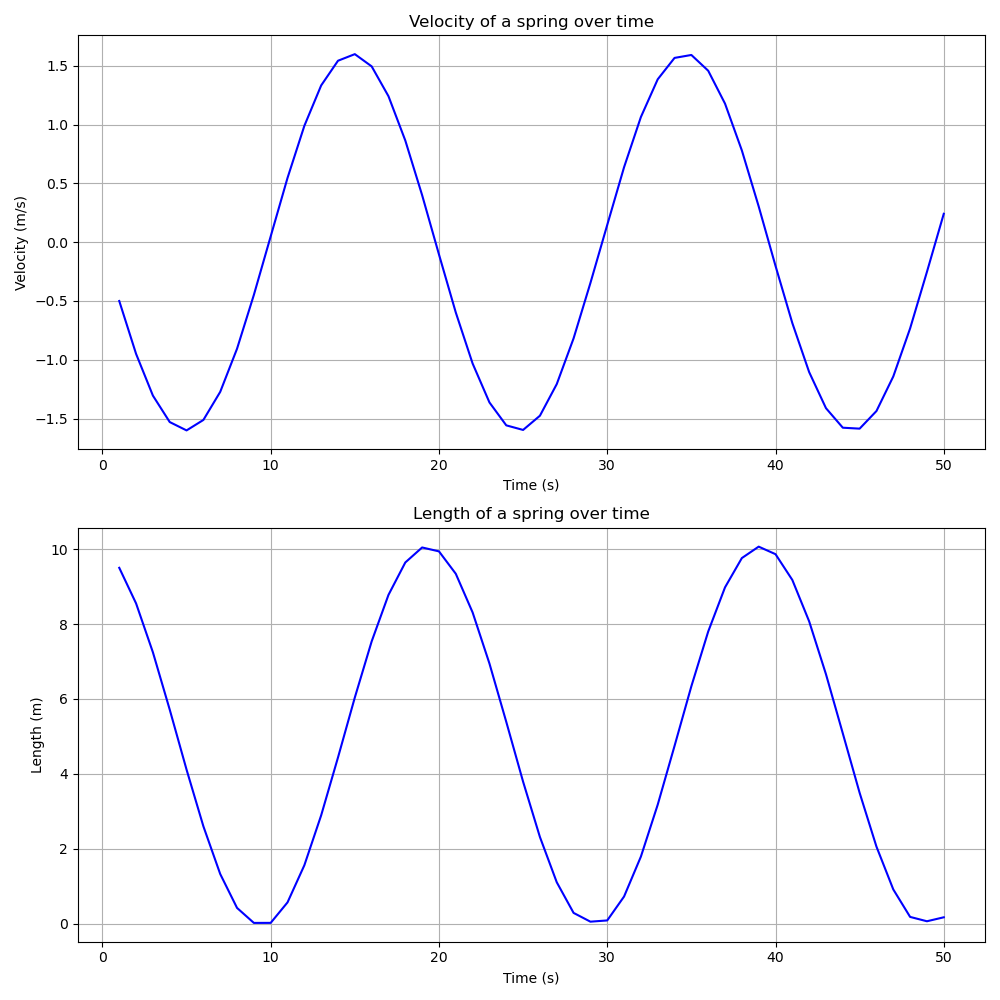 Velocity of a spring over time
Velocity (m/s)
1.5
1.0
0.5
0.0
−0.5
−1.0
−1.5
0 10 20 30 40 50
Time (s)
Length of a spring over time
Length (m)
10
8
6
4
2
0
0 10 20 30 40 50
Time (s)